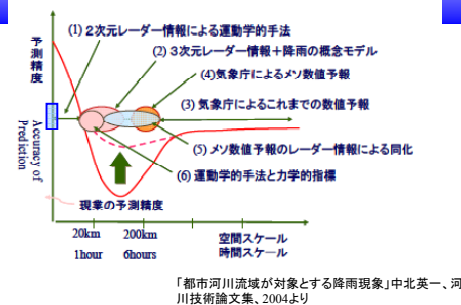 (1) 2次元レーダー情報による運動学的手法
(2) 3次元レーダー情報+降雨の概念モデル
(4)気象庁によるメソ数値予報
(3) 気象庁によるこれまでの数値予報
(5) メソ数値予報のレーダー情報による同化
(6) 運動学的手法と力学的指標
予測精度
Accuracy of
Prediction
現業の予測精度
20km
200km
空間スケール
1hour
6hours
時間スケール
「都市河川流域が対象とする降雨現象」中北英一、河
川技術論文集、2004より